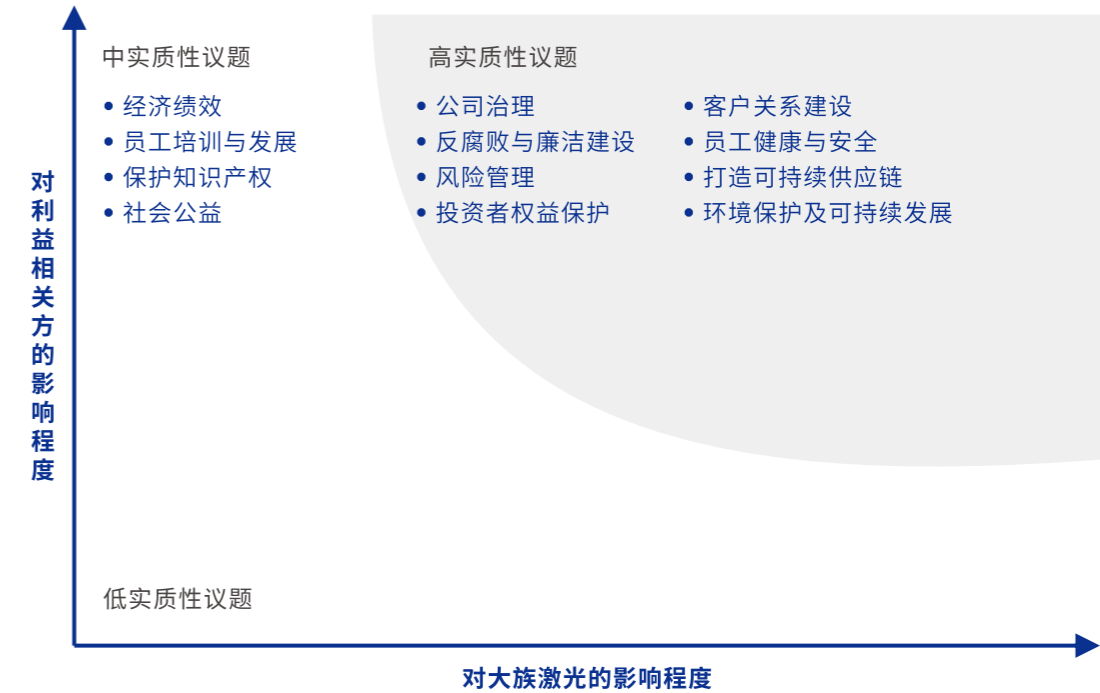 中实质性议题
• 经济绩效
• 员工培训与发展
• 保护知识产权
• 社会公益
高实质性议题
• 公司治理
• 反腐败与廉洁建设
• 风险管理
• 投资者权益保护
• 客户关系建设
• 员工健康与安全
• 打造可持续供应链
• 环境保护及可持续发展
对利益相关方的影响程度
低实质性议题
对大族激光的影响程度